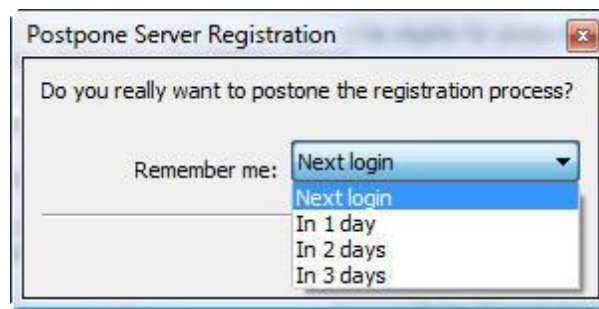 Postpone Server Registration
Do you really want to postone the registration process?
Remember me: Next login
Next login
In 1 day
In 2 days
In 3 days